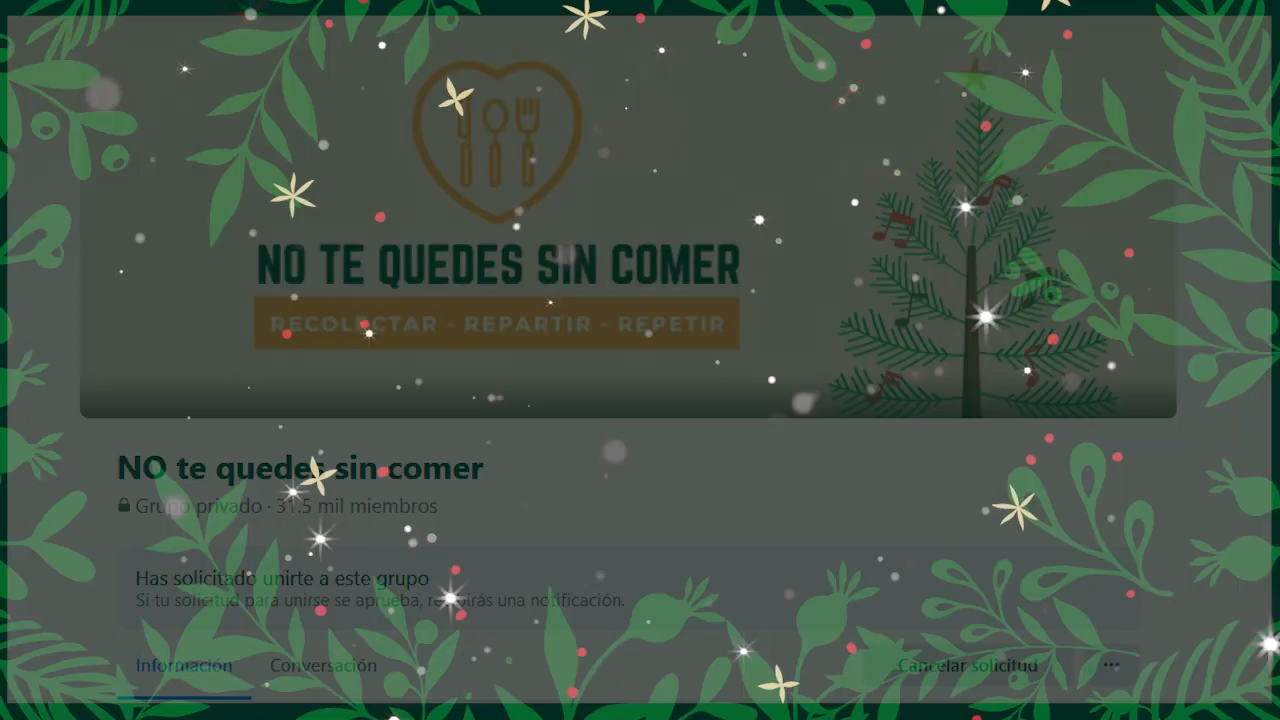 NO TE QUEDES SIN COMER
RECOLECTAR - REPARTIR - REPETIR
NO te quedes sin comer
Grupo privado · 31.5 mil miembros
Has solicitado unirte a este grupo
Si tu solicitud para unirse se aprueba, recibirás una notificación.
Información Conversación Cancelar solicitud ...